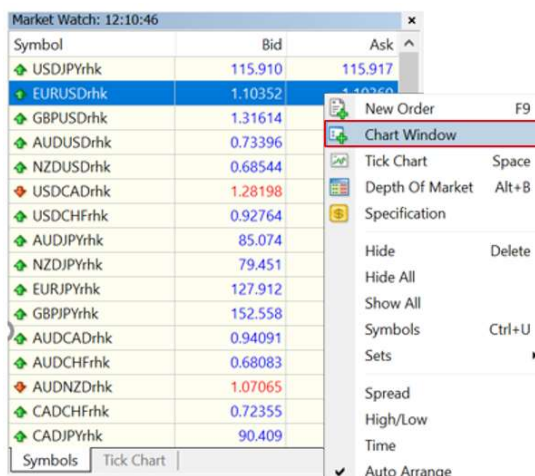 Market Watch: 12:10:46
Symbol Bid Ask
USDJPYrhk 115.910 115.917
EURUSDrhk 1.10352 1.10360
GBPUSDrhk 1.31614
AUDUSDrhk 0.73396
NZDUSDrhk 0.68544
USDCADrhk 1.28198
USDCHFrhk 0.92764
AUDJPYrhk 85.074
NZDJPYrhk 79.451
EURJPYrhk 127.912
GBPJPYrhk 152.558
AUDCADrhk 0.94091
AUDCHFrhk 0.68083
AUDNZDrhk 1.07065
CADCHFrhk 0.72355
CADJPYrhk 90.409
Symbols Tick Chart
New Order F9
Chart Window
Tick Chart Space
Depth Of Market Alt+B
Specification
Hide Delete
Hide All
Show All
Symbols Ctrl+U
Sets
Spread
High/Low
Time
Auto Arrange